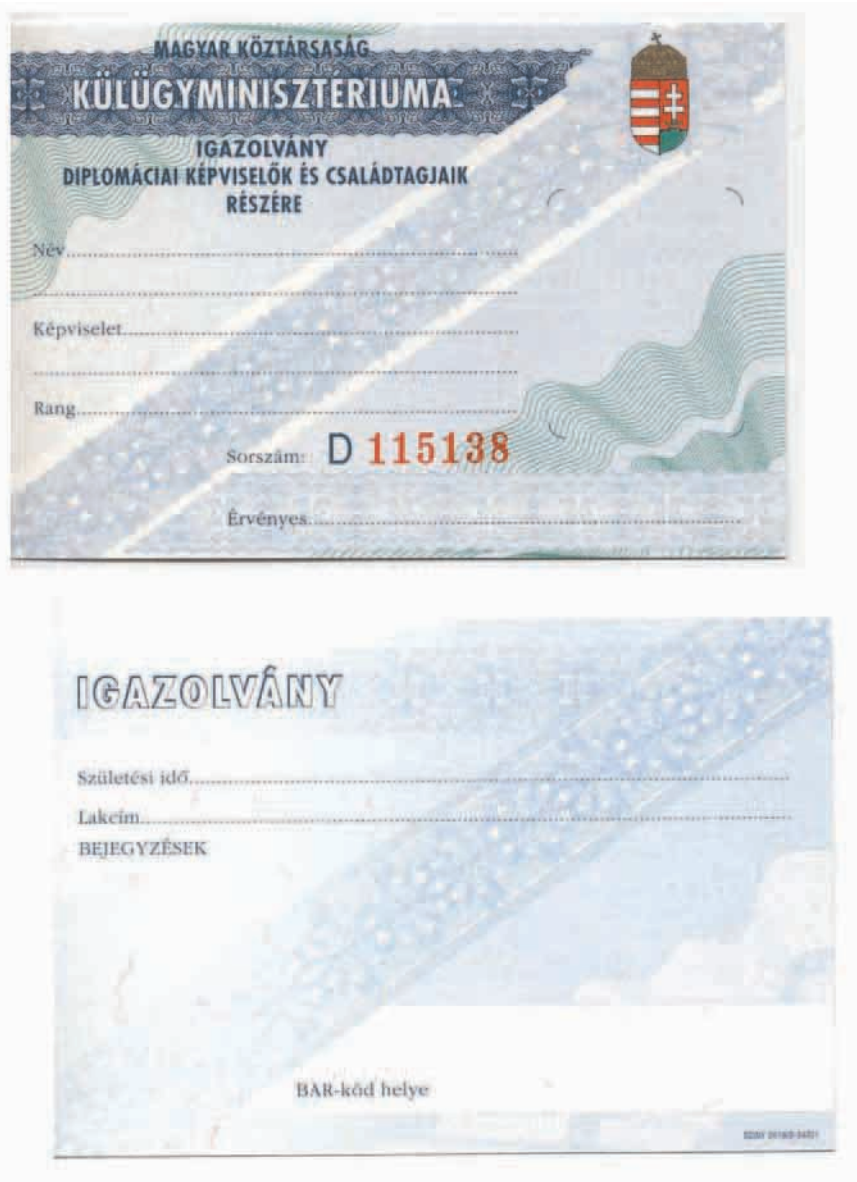 MAGYAR KÖZTÁRSASÁG
KÜLÜGYMINISZTÉRIUMA
IGAZOLVÁNY
DIPLOMÁCIAI KÉPVISELŐK ÉS CSALÁDTAGJAIK
RÉSZÉRE
Név
Képviselet
Rang
Sorszám: D 115138
Érvényes
IGAZOLVÁNY
Születési idő
Lakcím
BEJEGYZÉSEK
BAR-kód helye